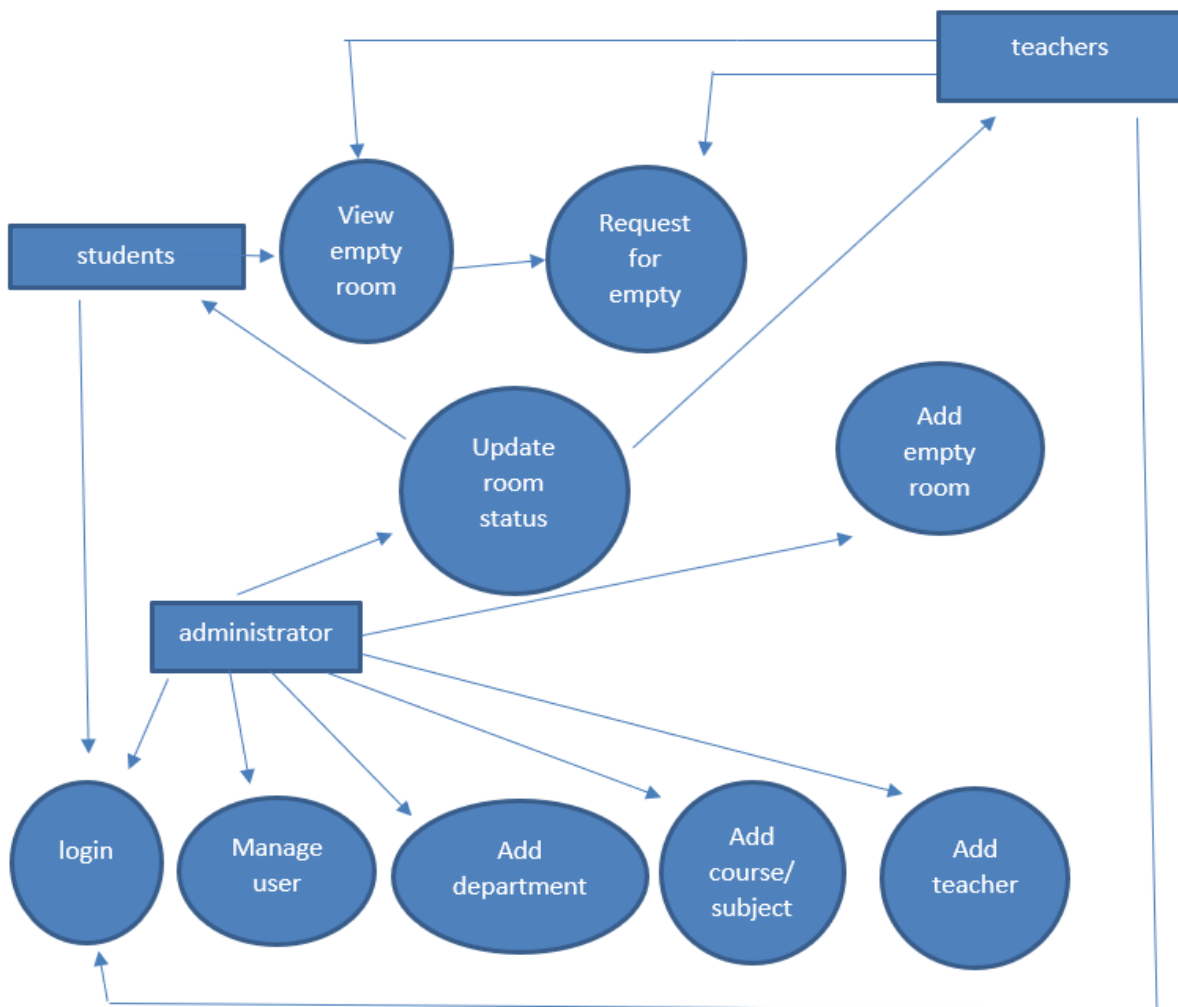 teachers
View
empty
room
Request
for
empty
students
Update
room
status
Add
empty
room
administrator
login
Manage
user
Add
department
Add
course/
subject
Add
teacher